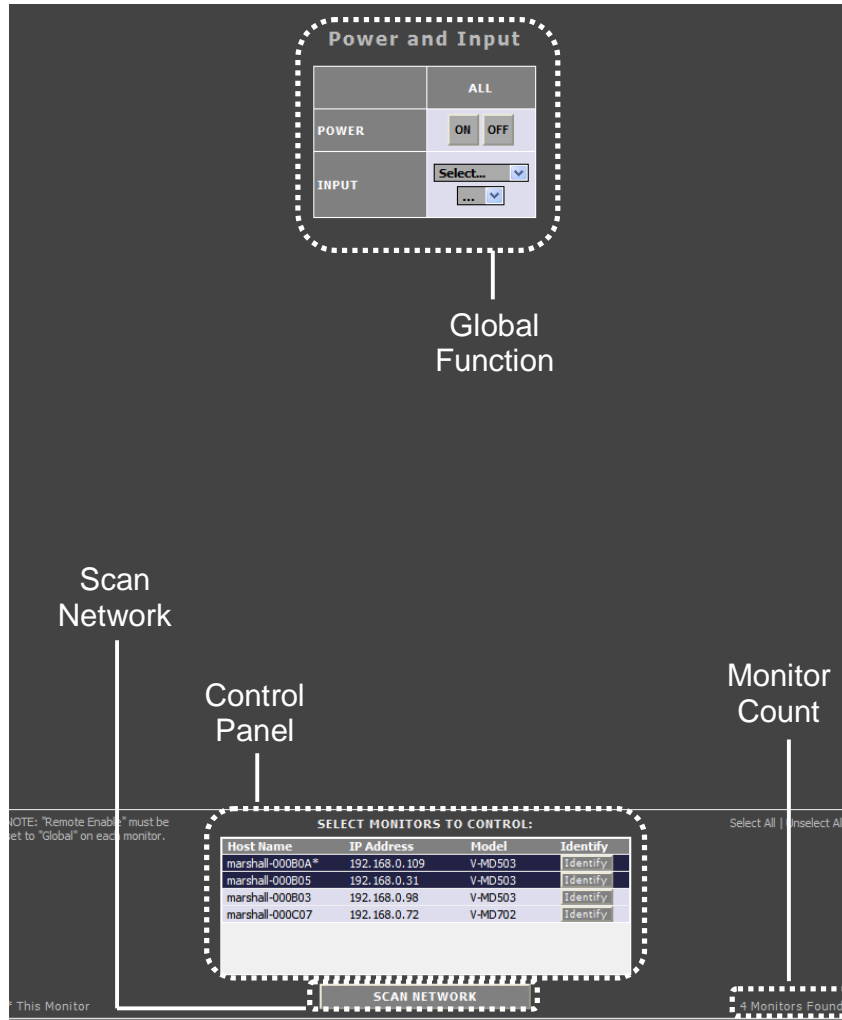 Power and Input
ALL
POWER
ON OFF
INPUT
Select...
...
Global
Function
Scan
Network
Control
Panel
Monitor
Count
NOTE: "Remote Enable" must be
set to "Global" on each monitor.
SELECT MONITORS TO CONTROL:
Select All | Unselect Al
Host Name IP Address Model Identify
marshall-000B0A* 192.168.0.109 V-MD503 Identify
marshall-000B05 192.168.0.31 V-MD503 Identify
marshall-000B03 192.168.0.98 V-MD503 Identify
marshall-000C07 192.168.0.72 V-MD702 Identify
* This Monitor
SCAN NETWORK
4 Monitors Found